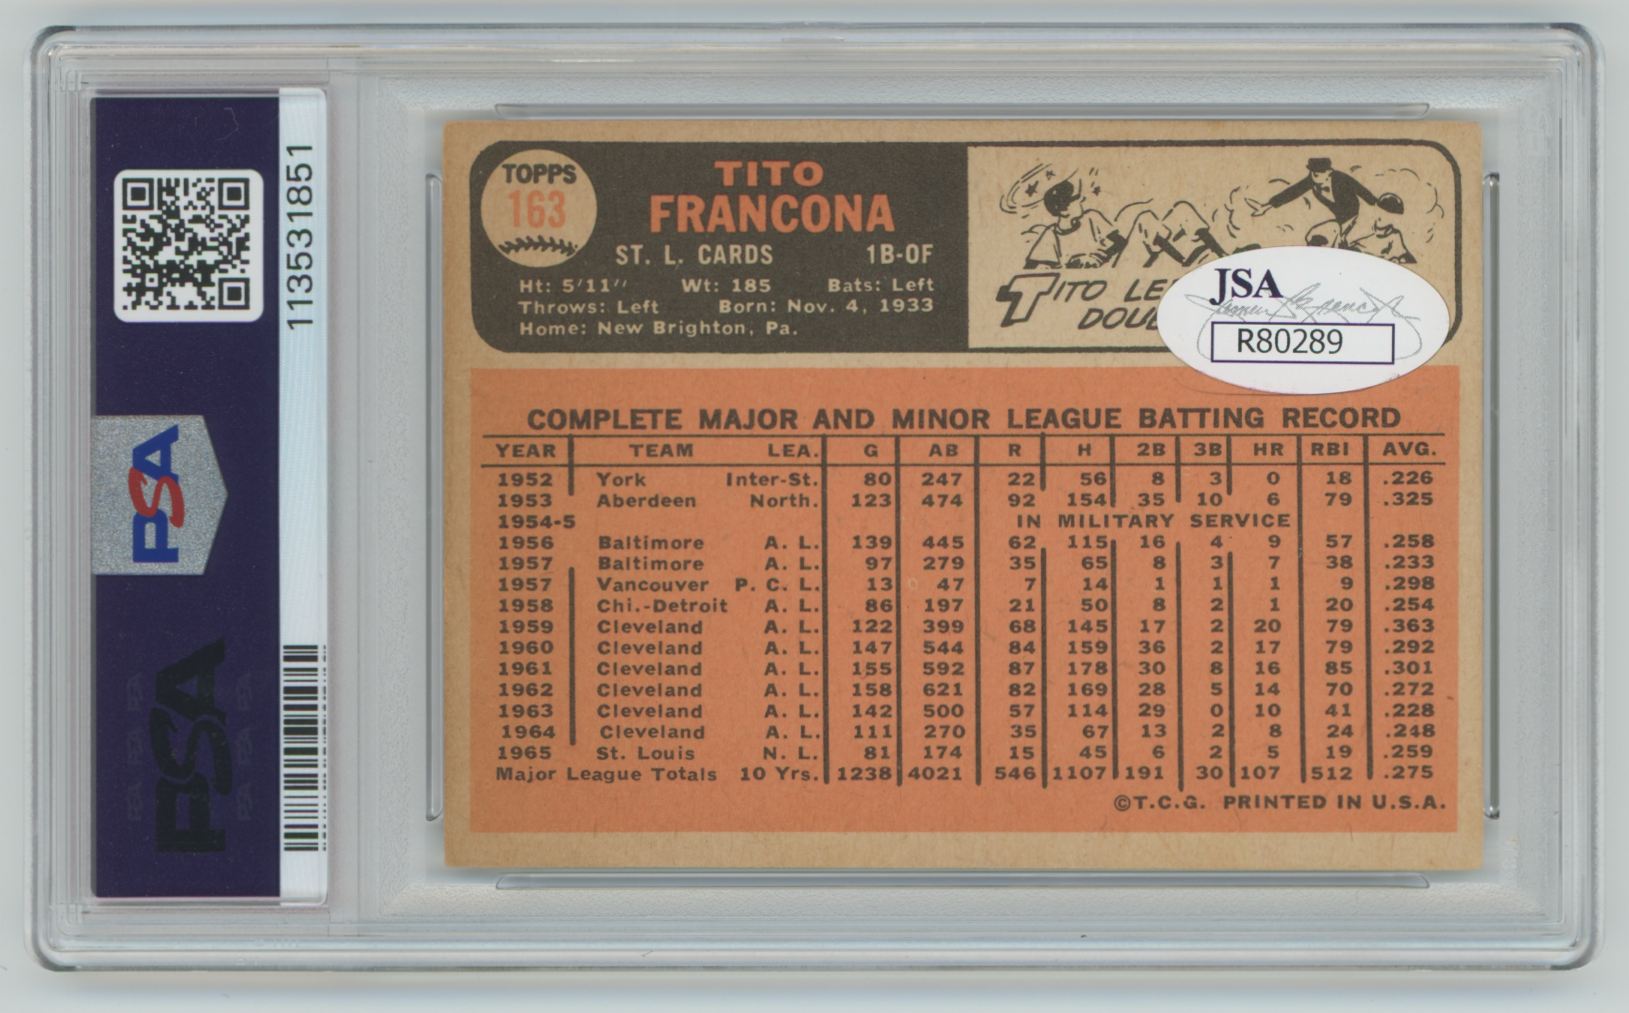 113531851
PSA
PSA
TOPPS
163
TITO
FRANCONA
ST. L. CARDS 1B-OF
Ht: 5'11" Wt: 185 Bats: Left
Throws: Left Born: Nov. 4, 1933
Home: New Brighton, Pa.
TITO LE
DOU
JSA
R80289
COMPLETE MAJOR AND MINOR LEAGUE BATTING RECORD
YEAR TEAM LEA. G AB R H 2B 3B HR RBI AVG.
1952 York Inter-St. 80 247 22 56 8 3 0 18 .226
1953 Aberdeen North. 123 474 92 154 35 10 6 79 .325
1954-5 IN MILITARY SERVICE
1956 Baltimore A. L. 139 445 62 115 16 4 9 57 .258
1957 Baltimore A. L. 97 279 35 65 8 3 7 38 .233
1957 Vancouver P. C. L. 13 47 7 14 1 1 1 9 .298
1958 Chi.-Detroit A. L. 86 197 21 50 8 2 1 20 .254
1959 Cleveland A. L. 122 399 68 145 17 2 20 79 .363
1960 Cleveland A. L. 147 544 84 159 36 2 17 79 .292
1961 Cleveland A. L. 155 592 87 178 30 8 16 85 .301
1962 Cleveland A. L. 158 621 82 169 28 5 14 70 .272
1963 Cleveland A. L. 142 500 57 114 29 0 10 41 .228
1964 Cleveland A. L. 111 270 35 67 13 2 8 24 .248
1965 St. Louis N. L. 81 174 15 45 6 2 5 19 .259
Major League Totals 10 Yrs. 1238 4021 546 1107 191 30 107 512 .275
©T.C.G. PRINTED IN U.S.A.